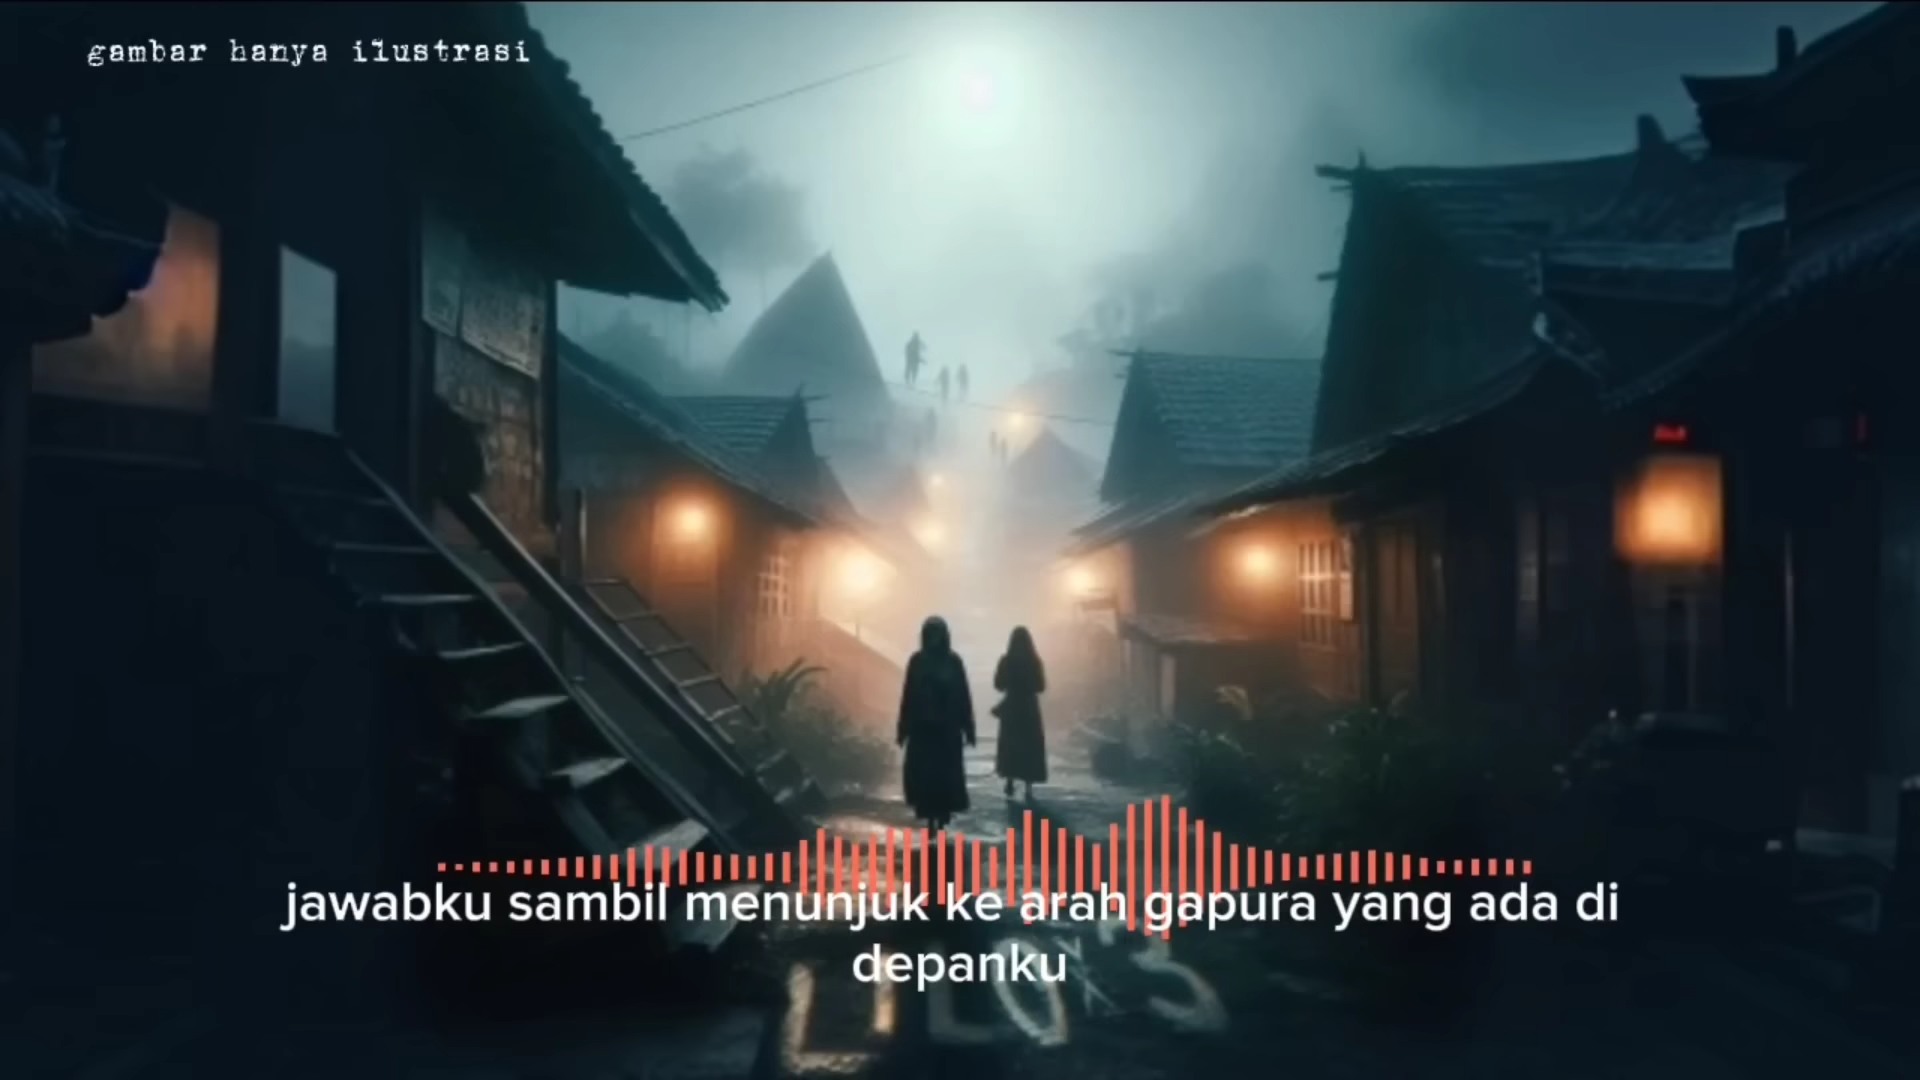 gambar hanya ilustrasi
jawabku sambil menunjuk ke arah gapura yang ada di
depanku